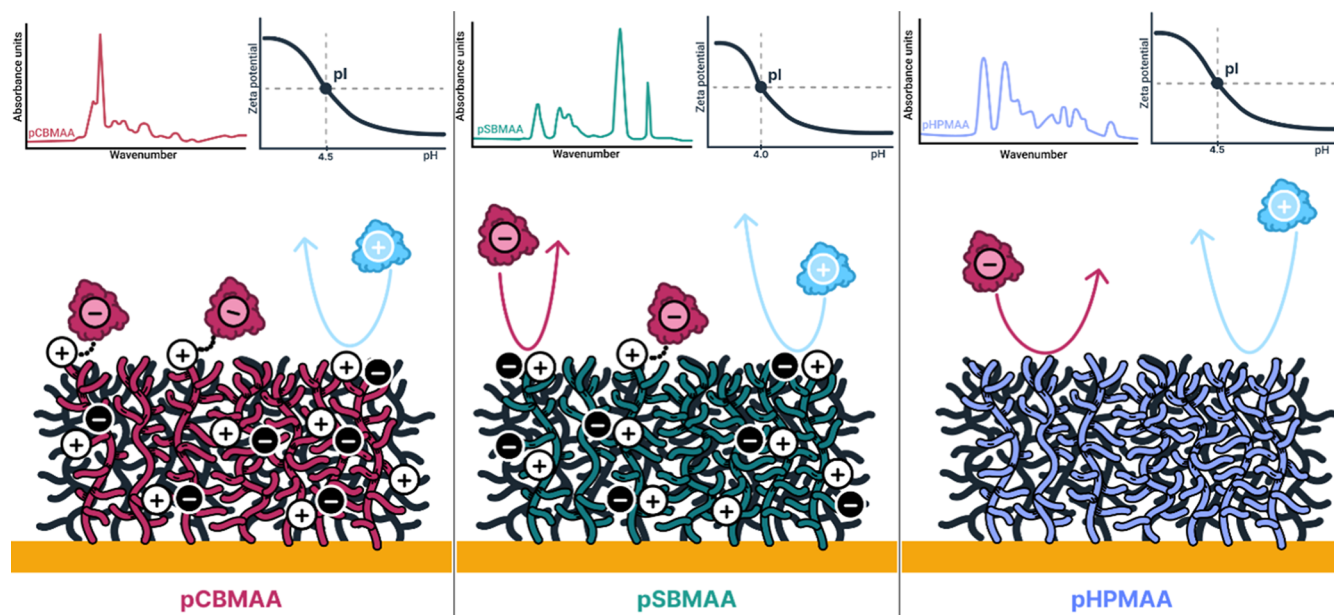 Absorbance units
pCBMAA
Wavenumber
Zeta potential
pI
4.5
pH
Absorbance units
pSBMAA
Wavenumber
Zeta potential
pI
4.0
pH
Absorbance units
pHPMAA
Wavenumber
Zeta potential
pI
4.5
pH
pCBMAA
pSBMAA
pHPMAA